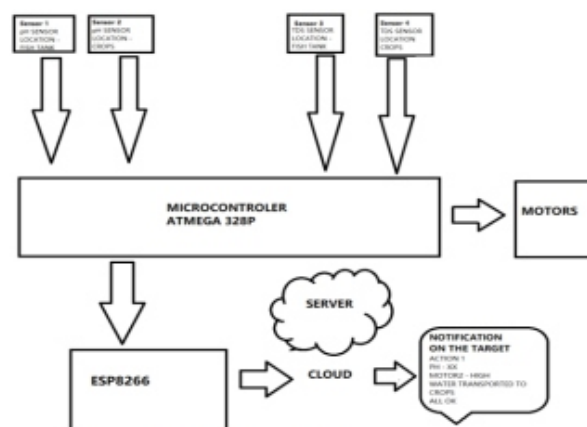 Sensor 1
pH SENSOR
LOCATION -
FISH TANK
Sensor 2
pH SENSOR
LOCATION -
CROPS
Sensor 3
TDS SENSOR
LOCATION -
FISH TANK
Sensor 4
TDS SENSOR
LOCATION
CROPS
MICROCONTROLER
ATMEGA 328P
MOTORS
ESP8266
SERVER
CLOUD
NOTIFICATION
ON THE TARGET
ACTION 1
PH - XX
MOTOR2 - HIGH
WATER TRANSPORTED TO
CROPS
ALL OK